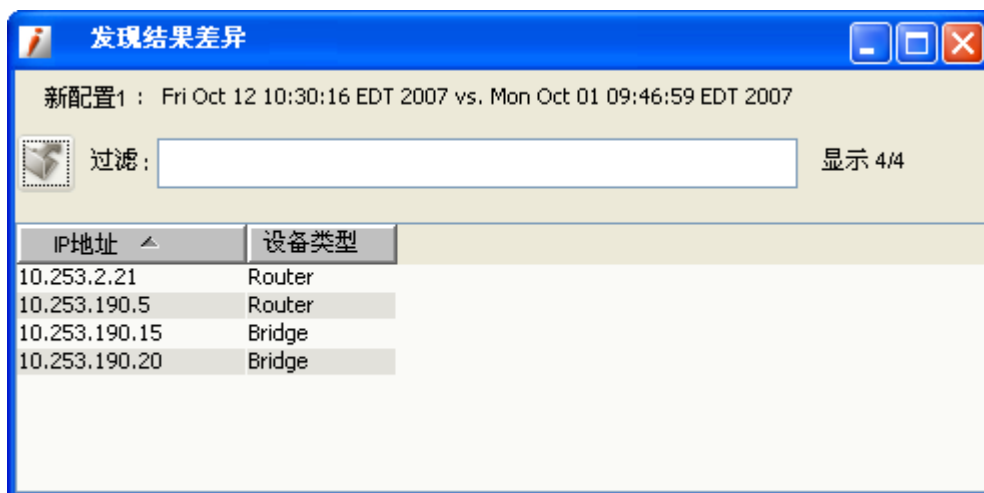 发现结果差异
新配置1： Fri Oct 12 10:30:16 EDT 2007 vs. Mon Oct 01 09:46:59 EDT 2007
过滤： 显示 4/4
IP地址 设备类型
10.253.2.21 Router
10.253.190.5 Router
10.253.190.15 Bridge
10.253.190.20 Bridge